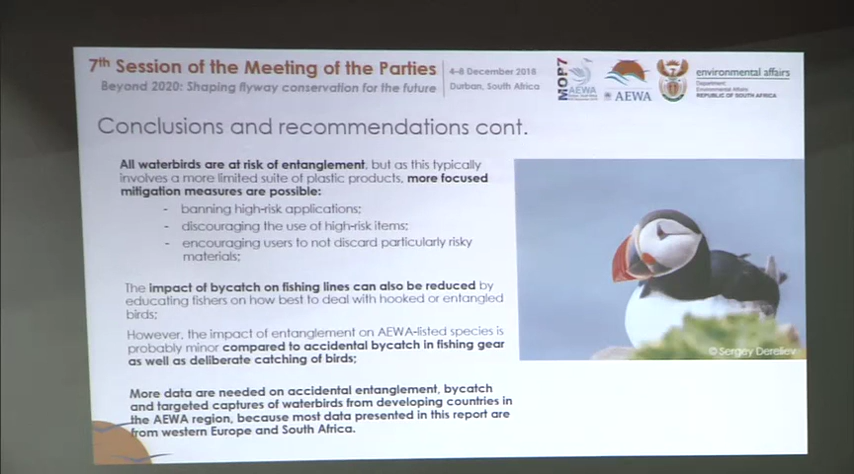 7th Session of the Meeting of the Parties
Beyond 2020: Shaping flyway conservation for the future
4-8 December 2018
Durban, South Africa
MOP7
AEWA
AEWA
environmental affairs
Department:
Environmental Affairs
REPUBLIC OF SOUTH AFRICA
Conclusions and recommendations cont.
All waterbirds are at risk of entanglement, but as this typically
involves a more limited suite of plastic products, more focused
mitigation measures are possible:
- banning high-risk applications;
- discouraging the use of high-risk items;
- encouraging users to not discard particularly risky
materials;
The impact of bycatch on fishing lines can also be reduced by
educating fishers on how best to deal with hooked or entangled
birds;
However, the impact of entanglement on AEWA-listed species is
probably minor compared to accidental bycatch in fishing gear
as well as deliberate catching of birds;
More data are needed on accidental entanglement, bycatch
and targeted captures of waterbirds from developing countries in
the AEWA region, because most data presented in this report are
from western Europe and South Africa.
© Sergey Dereliev